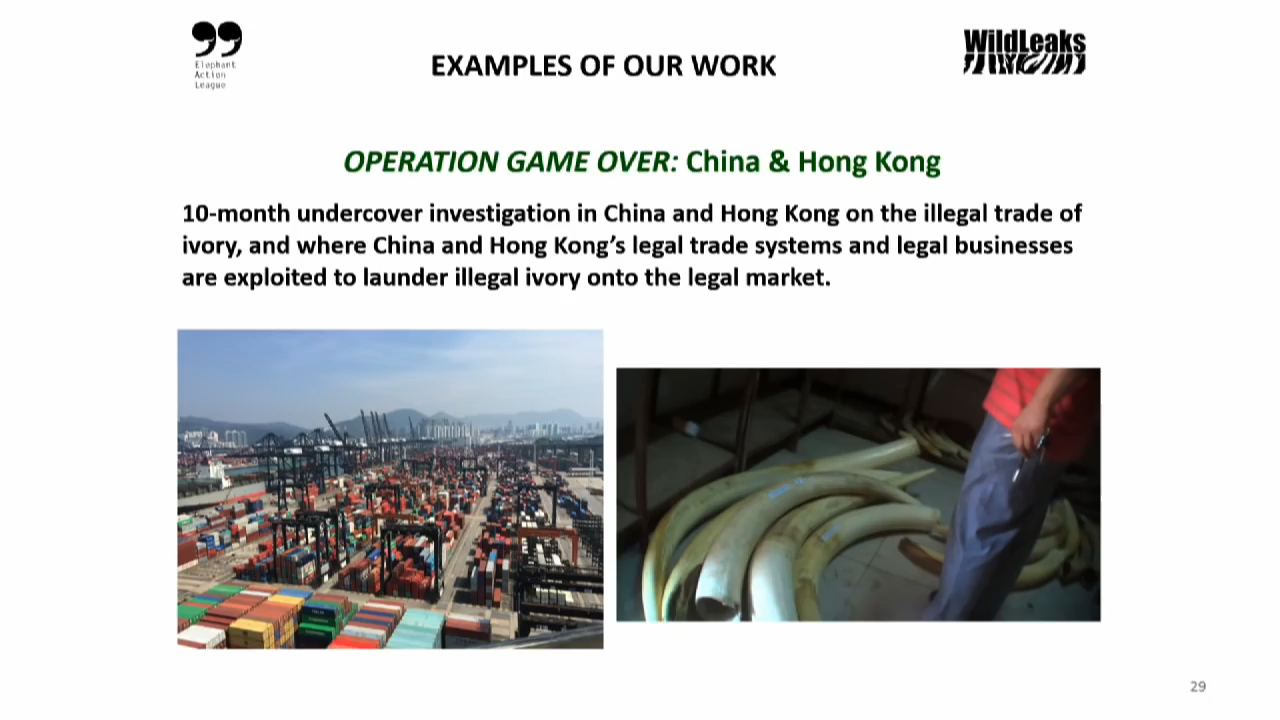 Elephant
Action
League
EXAMPLES OF OUR WORK
WildLeaks
OPERATION GAME OVER: China & Hong Kong
10-month undercover investigation in China and Hong Kong on the illegal trade of
ivory, and where China and Hong Kong’s legal trade systems and legal businesses
are exploited to launder illegal ivory onto the legal market.
29